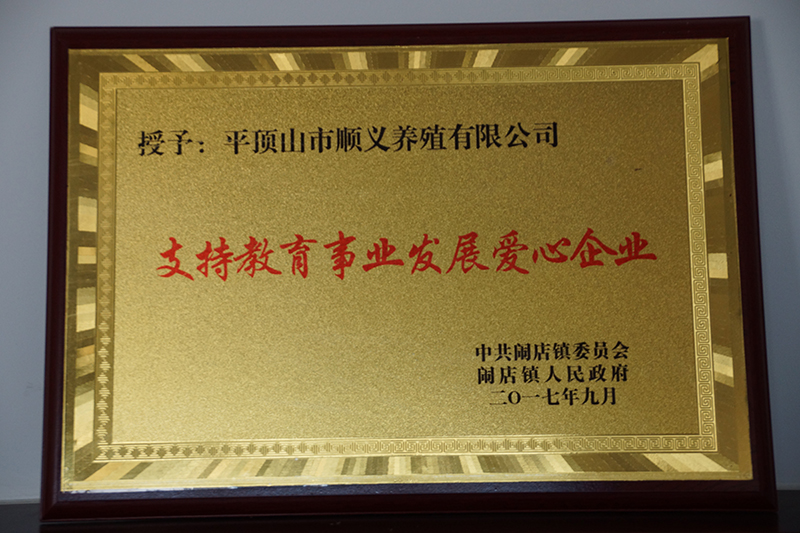 授予：平顶山市顺义养殖有限公司
支持教育事业发展爱心企业
中共闹店镇委员会
闹店镇人民政府
二〇一七年九月